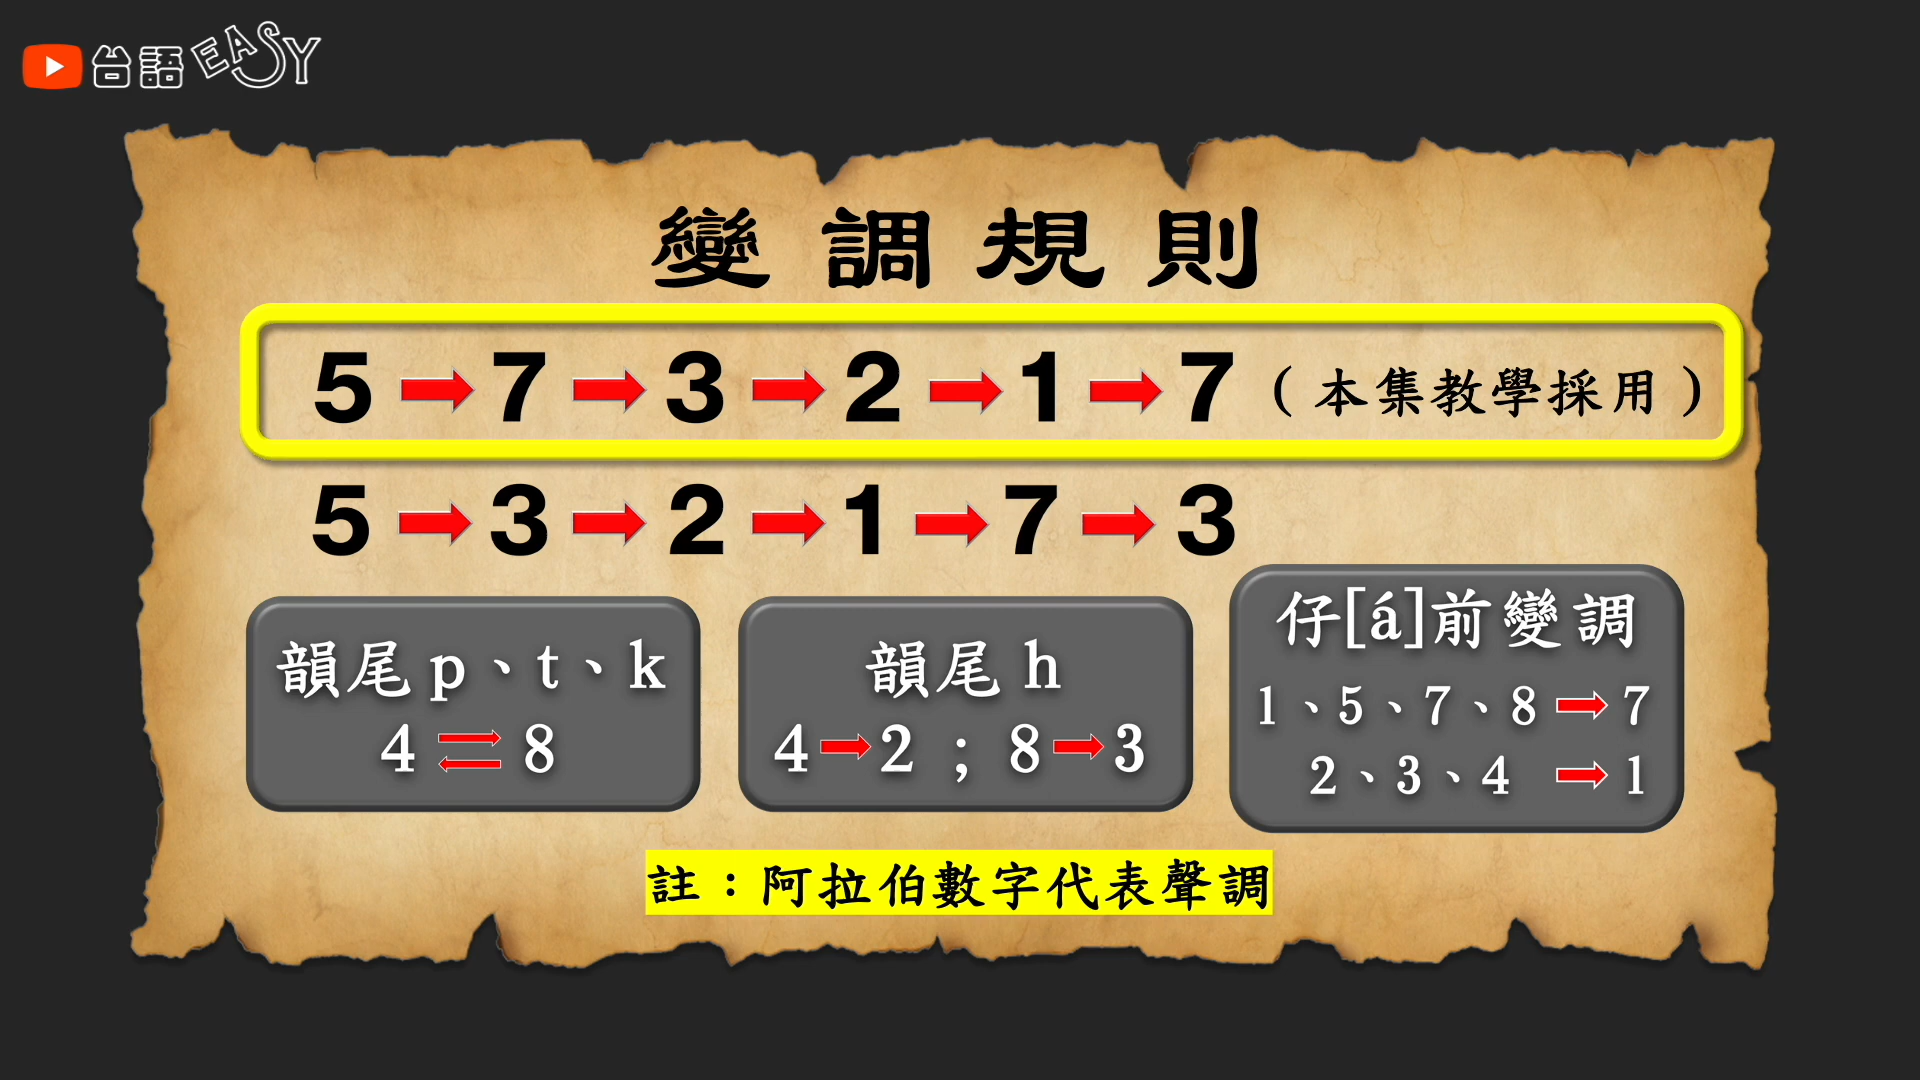 台語EASY
變調規則
5→7→3→2→1→7（本集教學採用）
5→3→2→1→7→3
韻尾p、t、k
4⇄8
韻尾h
4→2；8→3
仔[á]前變調
1、5、7、8→7
2、3、4→1
註：阿拉伯數字代表聲調